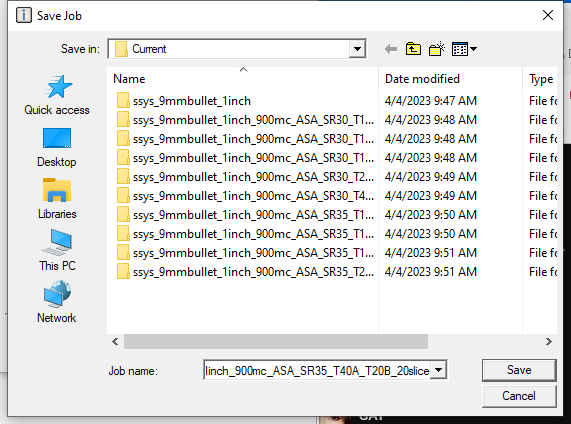 Save Job
Save in: Current
Name Date modified Type
ssys_9mmbullet_1inch 4/4/2023 9:47 AM File fo
ssys_9mmbullet_1inch_900mc_ASA_SR30_T1... 4/4/2023 9:48 AM File fo
ssys_9mmbullet_1inch_900mc_ASA_SR30_T1... 4/4/2023 9:48 AM File fo
ssys_9mmbullet_1inch_900mc_ASA_SR30_T1... 4/4/2023 9:48 AM File fo
ssys_9mmbullet_1inch_900mc_ASA_SR30_T2... 4/4/2023 9:49 AM File fo
ssys_9mmbullet_1inch_900mc_ASA_SR30_T4... 4/4/2023 9:49 AM File fo
ssys_9mmbullet_1inch_900mc_ASA_SR35_T1... 4/4/2023 9:50 AM File fo
ssys_9mmbullet_1inch_900mc_ASA_SR35_T1... 4/4/2023 9:50 AM File fo
ssys_9mmbullet_1inch_900mc_ASA_SR35_T1... 4/4/2023 9:51 AM File fo
ssys_9mmbullet_1inch_900mc_ASA_SR35_T2... 4/4/2023 9:51 AM File fo
Quick access
Desktop
Libraries
This PC
Network
Job name: 1inch_900mc_ASA_SR35_T40A_T20B_20slice Save
Cancel